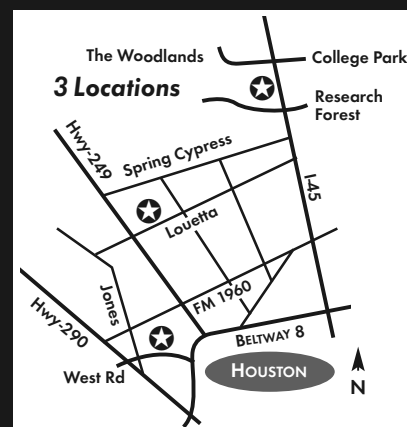 The Woodlands
College Park
3 Locations
Research
Forest
Hwy-249
Spring Cypress
I-45
Louetta
Jones
FM 1960
Hwy-290
BELTWAY 8
West Rd
HOUSTON
N